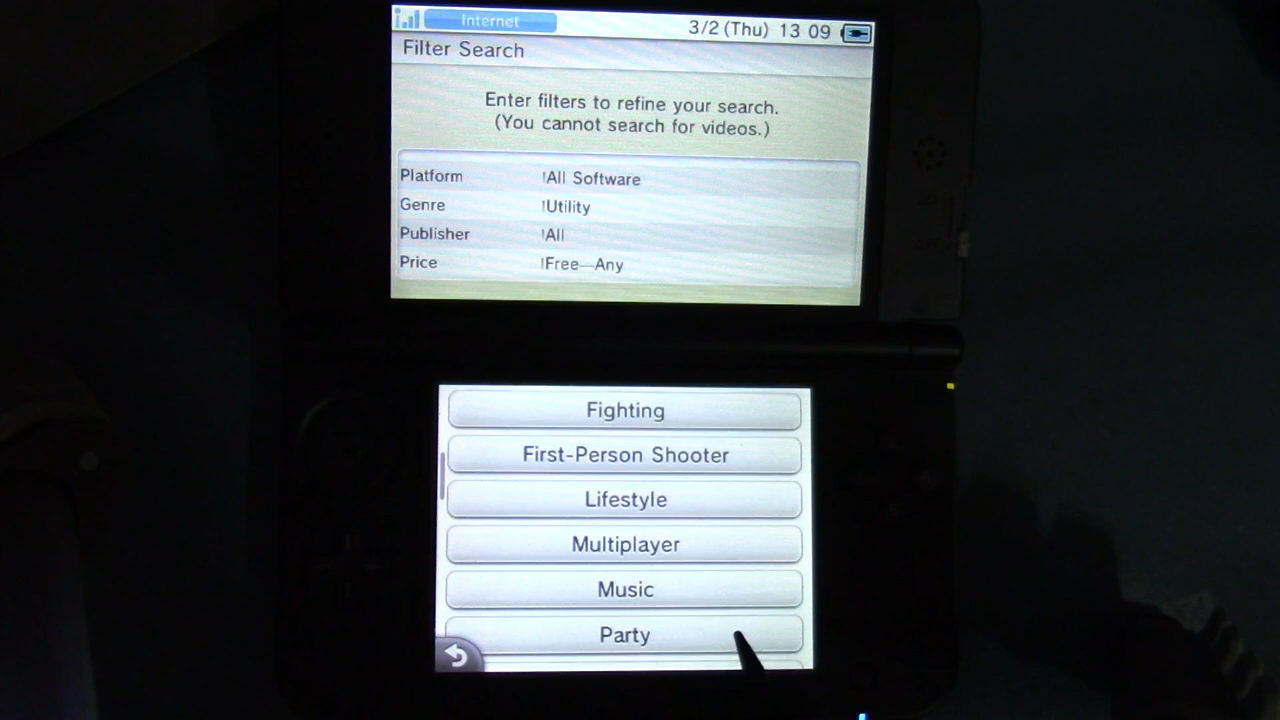 Internet
3/2 (Thu) 13 09
Filter Search
Enter filters to refine your search.
(You cannot search for videos.)
Platform All Software
Genre Utility
Publisher All
Price Free—Any
Fighting
First-Person Shooter
Lifestyle
Multiplayer
Music
Party